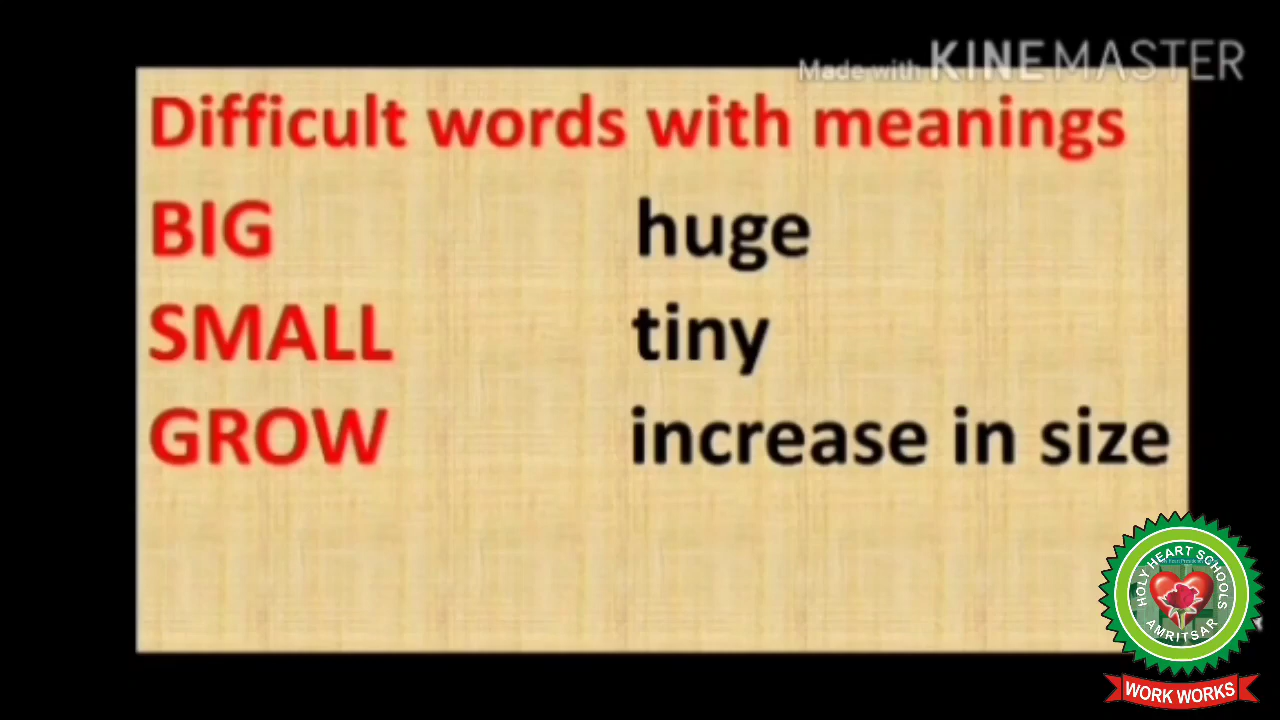 Made with KINEMASTER
Difficult words with meanings
BIG huge
SMALL tiny
GROW increase in size
HOLY HEART SCHOOLS
AMRITSAR
WORK WORKS